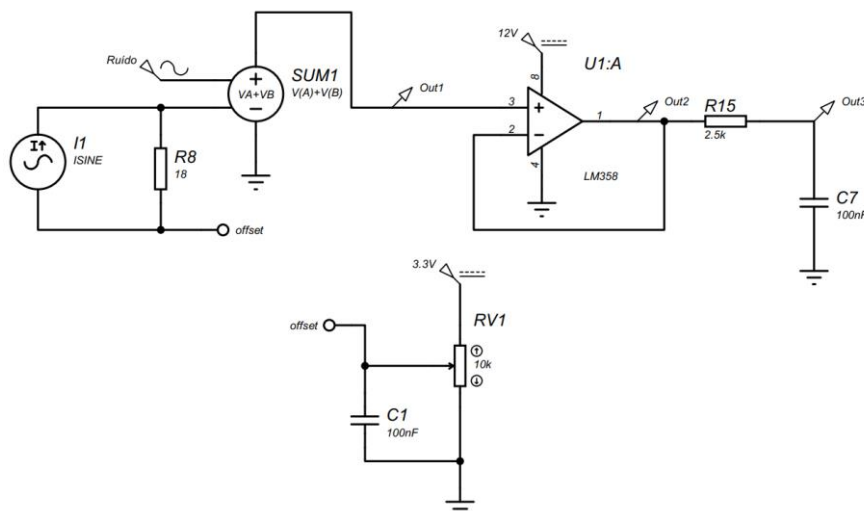 12V
U1:A
Ruído
SUM1
VA+VB
V(A)+V(B)
+
−
Out1
8
3
+
2
−
1
4
LM358
Out2
R15
2.5k
Out3
I1
ISINE
I
R8
18
offset
C7
100nF
3.3V
offset
RV1
10k
C1
100nF